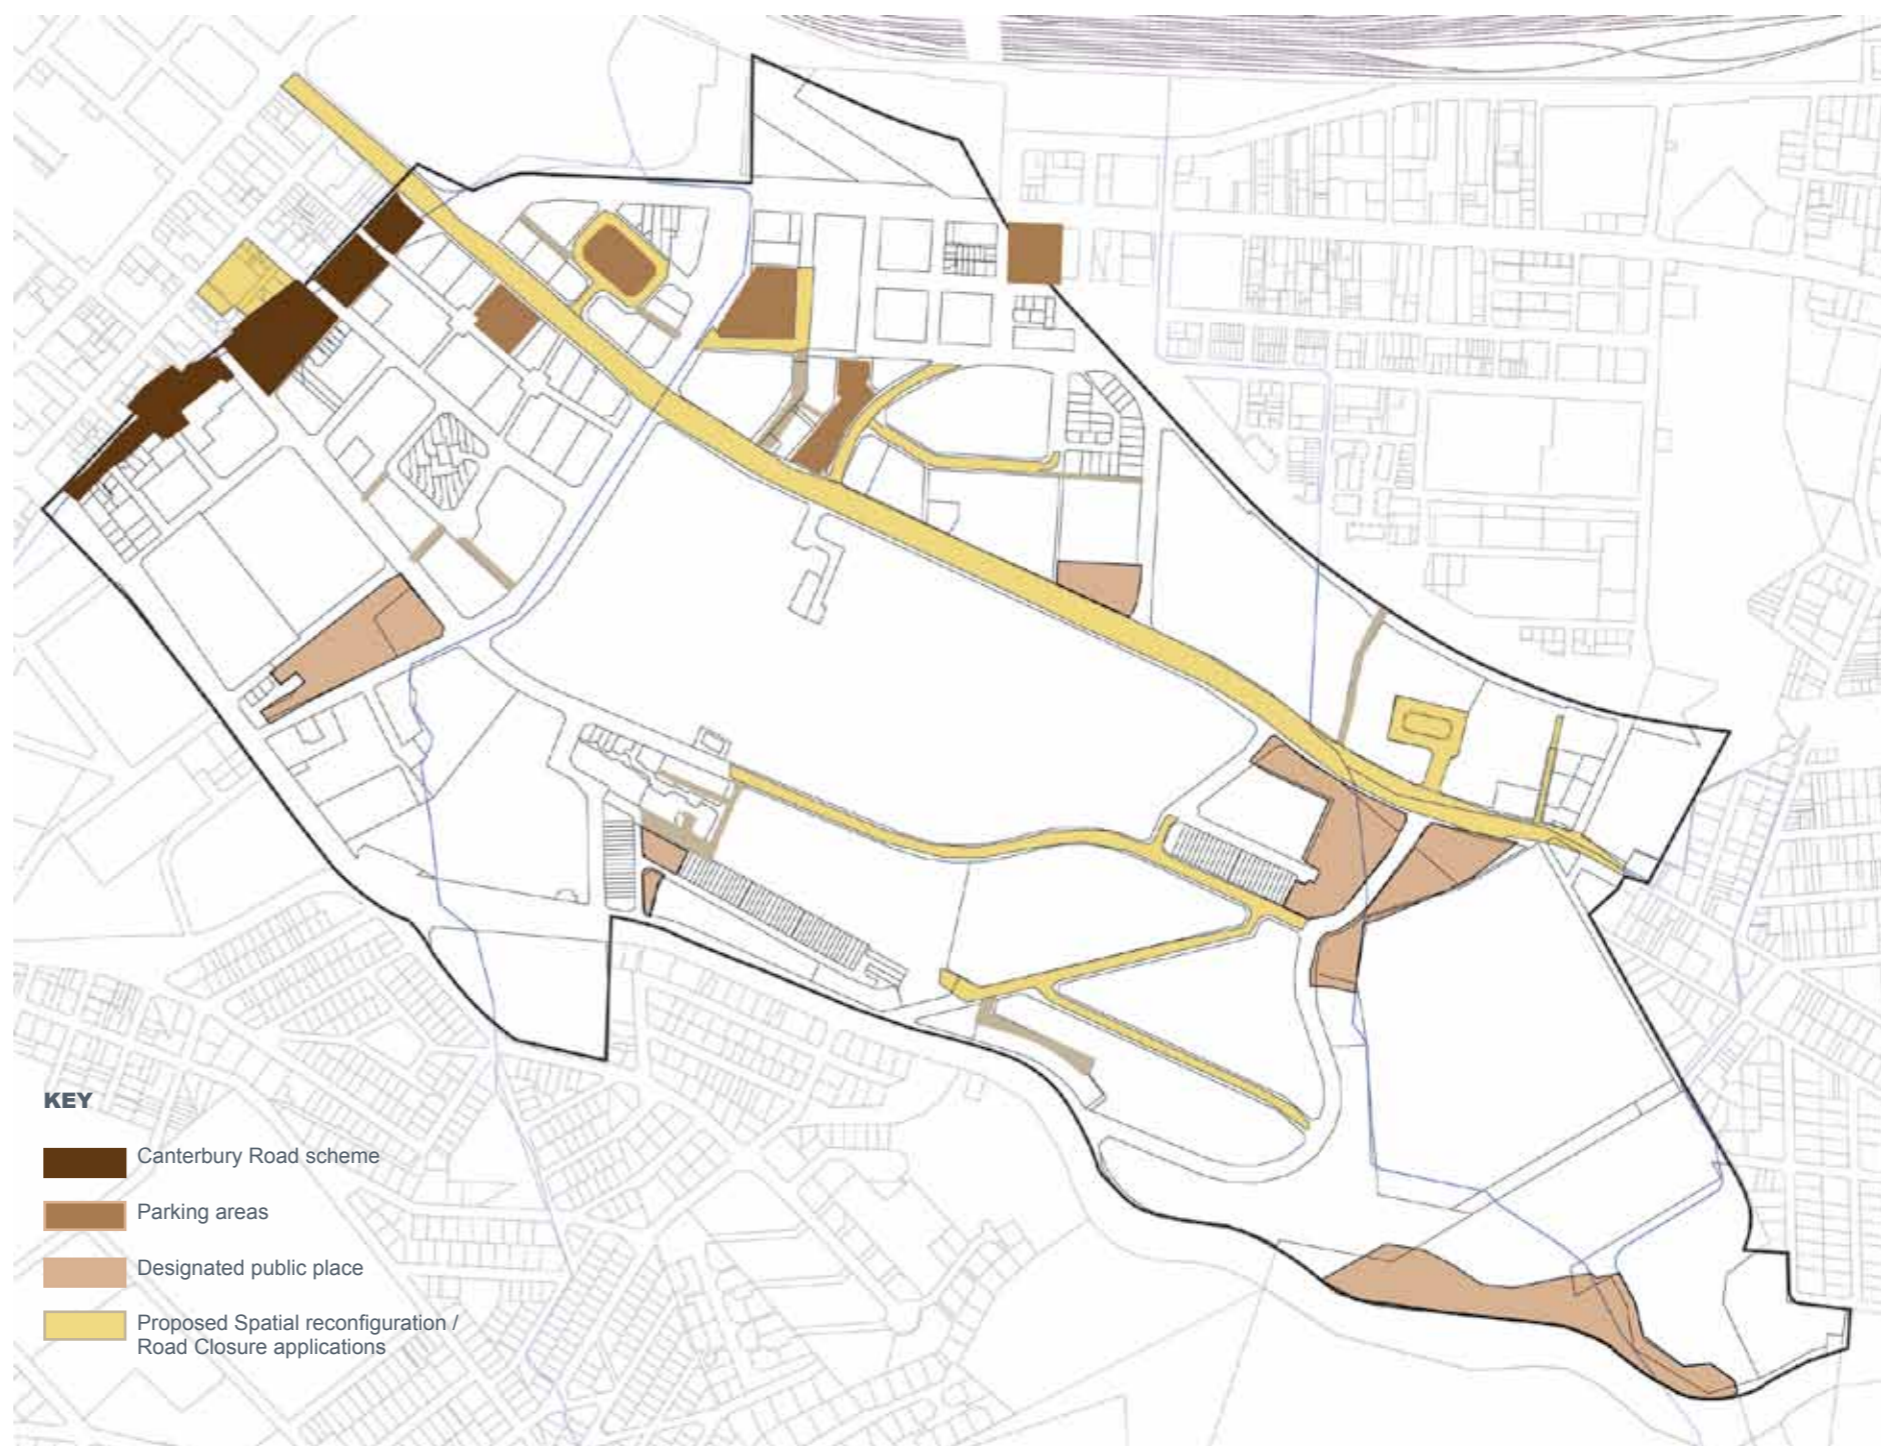 KEY
Canterbury Road scheme
Parking areas
Designated public place
Proposed Spatial reconfiguration /
Road Closure applications